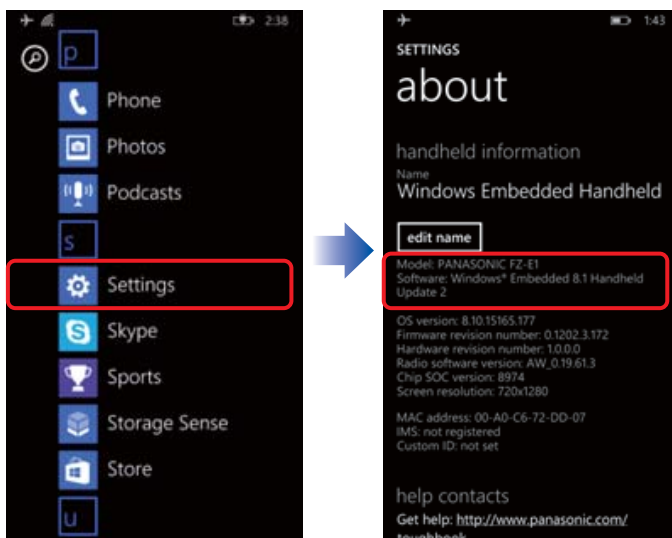 2:38
p
Phone
Photos
Podcasts
s
Settings
Skype
Sports
Storage Sense
Store
u
1:43
SETTINGS
about
handheld information
Name
Windows Embedded Handheld
edit name
Model: PANASONIC FZ-E1
Software: Windows® Embedded 8.1 Handheld
Update 2
OS version: 8.10.15165.177
Firmware revision number: 0.1202.3.172
Hardware revision number: 1.0.0.0
Radio software version: AW_0.19.61.3
Chip SOC version: 8974
Screen resolution: 720x1280
MAC address: 00-A0-C6-72-DD-07
IMS: not registered
Custom ID: not set
help contacts
Get help: http://www.panasonic.com/
toughbook